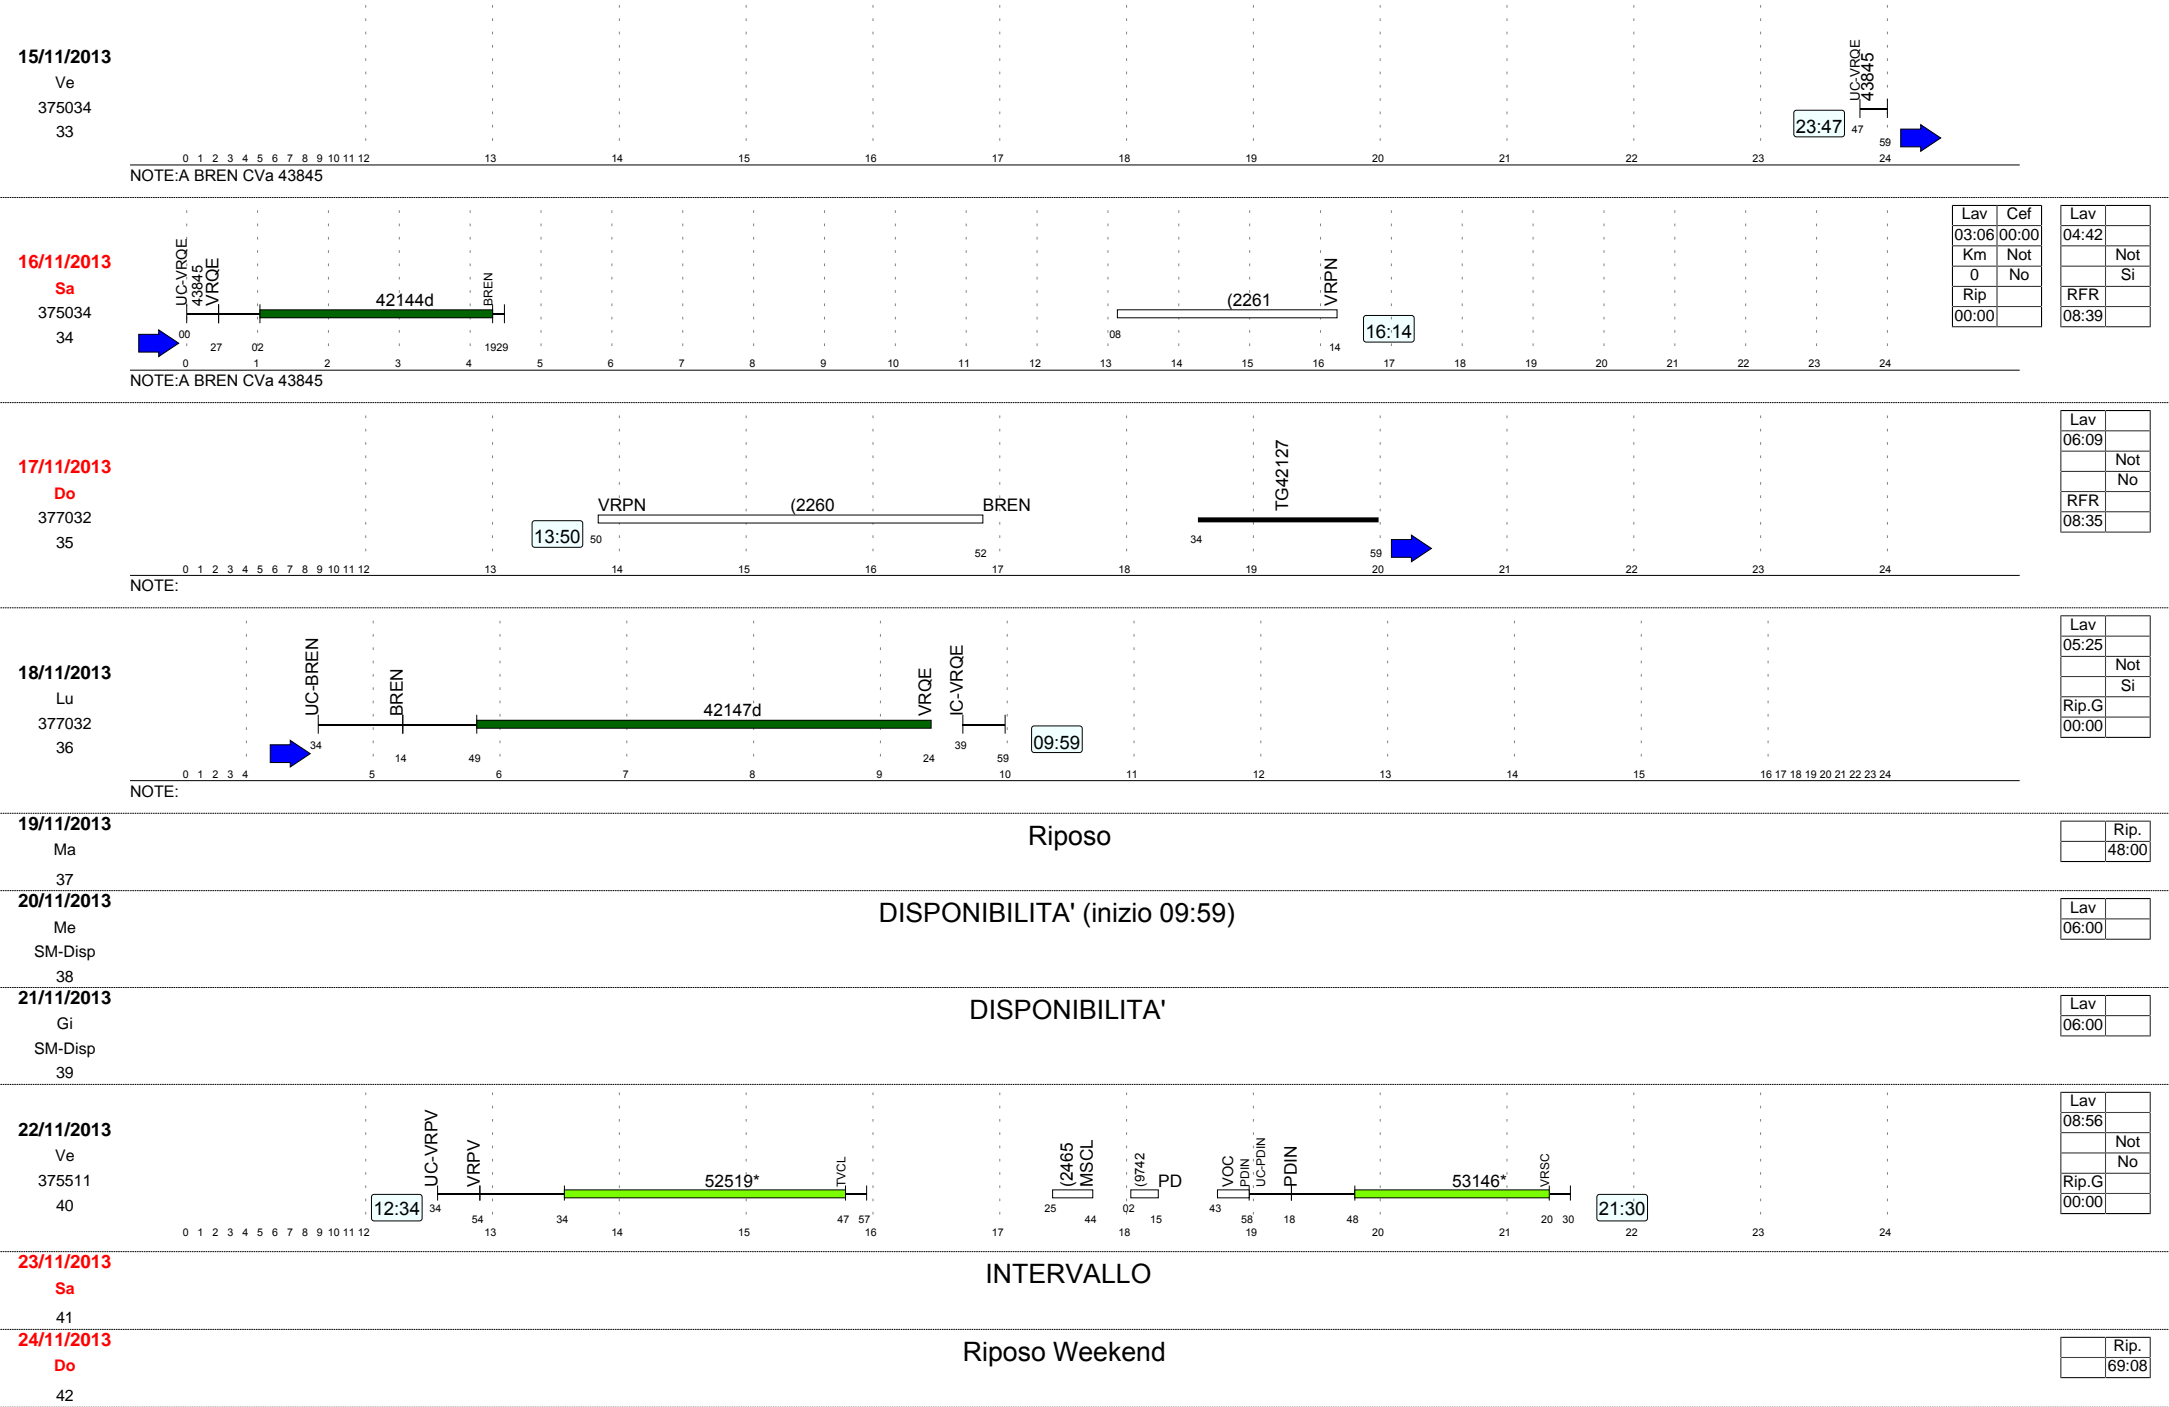 15/11/2013
Ve
375034
33
UC-VRQE
43845
23:47
47
59
0 1 2 3 4 5 6 7 8 9 10 11 12 13 14 15 16 17 18 19 20 21 22 23 24
NOTE:A BREN CVa 43845
16/11/2013
Sa
375034
34
UC-VRQE
43845
VRQE
42144d
BREN
(2261
VRPN
16:14
00
27
02
1929
08
14
0 1 2 3 4 5 6 7 8 9 10 11 12 13 14 15 16 17 18 19 20 21 22 23 24
NOTE:A BREN CVa 43845
Lav Cef
03:06 00:00
Km Not
0 No
Rip
00:00
Lav
04:42
Not
Si
RFR
08:39
17/11/2013
Do
377032
35
13:50
VRPN (2260 BREN
50
52
TG42127
34
59
0 1 2 3 4 5 6 7 8 9 10 11 12 13 14 15 16 17 18 19 20 21 22 23 24
NOTE:
Lav
06:09
Not
No
RFR
08:35
18/11/2013
Lu
377032
36
UC-BREN
BREN
42147d
VRQE
IC-VRQE
09:59
34
14
49
24
39
59
0 1 2 3 4 5 6 7 8 9 10 11 12 13 14 15 16 17 18 19 20 21 22 23 24
NOTE:
Lav
05:25
Not
Si
Rip.G
00:00
19/11/2013
Ma
37
Riposo
Rip.
48:00
20/11/2013
Me
SM-Disp
38
DISPONIBILITA' (inizio 09:59)
Lav
06:00
21/11/2013
Gi
SM-Disp
39
DISPONIBILITA'
Lav
06:00
22/11/2013
Ve
375511
40
12:34
UC-VRPV
VRPV
52519*
TVCL
(2465
MSCL
(9742
PD
VOC
PDIN
UC-PDIN
PDIN
53146*
VRSC
21:30
34
54
34
47 57
25
44
02
15
43
58
18
48
20 30
0 1 2 3 4 5 6 7 8 9 10 11 12 13 14 15 16 17 18 19 20 21 22 23 24
Lav
08:56
Not
No
Rip.G
00:00
23/11/2013
Sa
41
INTERVALLO
24/11/2013
Do
42
Riposo Weekend
Rip.
69:08